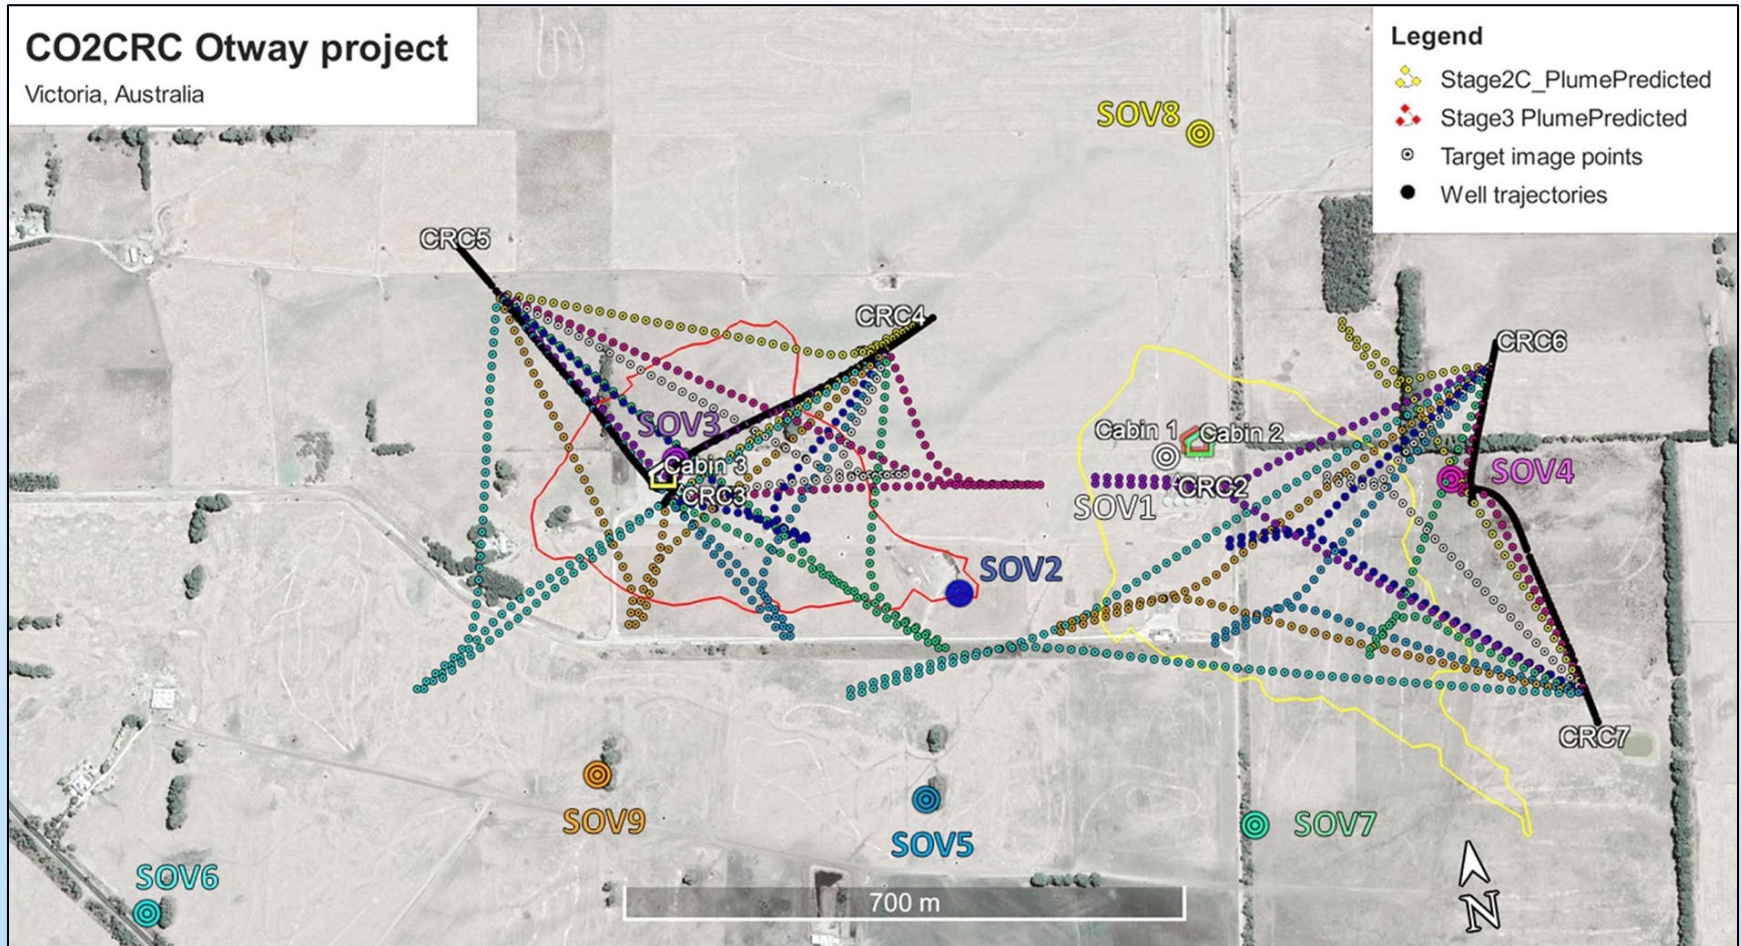 CO2CRC Otway project
Victoria, Australia
Legend
Stage2C_PlumePredicted
Stage3 PlumePredicted
Target image points
Well trajectories
SOV8
CRC5
CRC4
CRC6
SOV3
Cabin 1
Cabin 2
Cabin 3
SOV4
CRC3
CRC2
SOV1
SOV2
CRC7
SOV9
SOV5
SOV7
SOV6
700 m
N